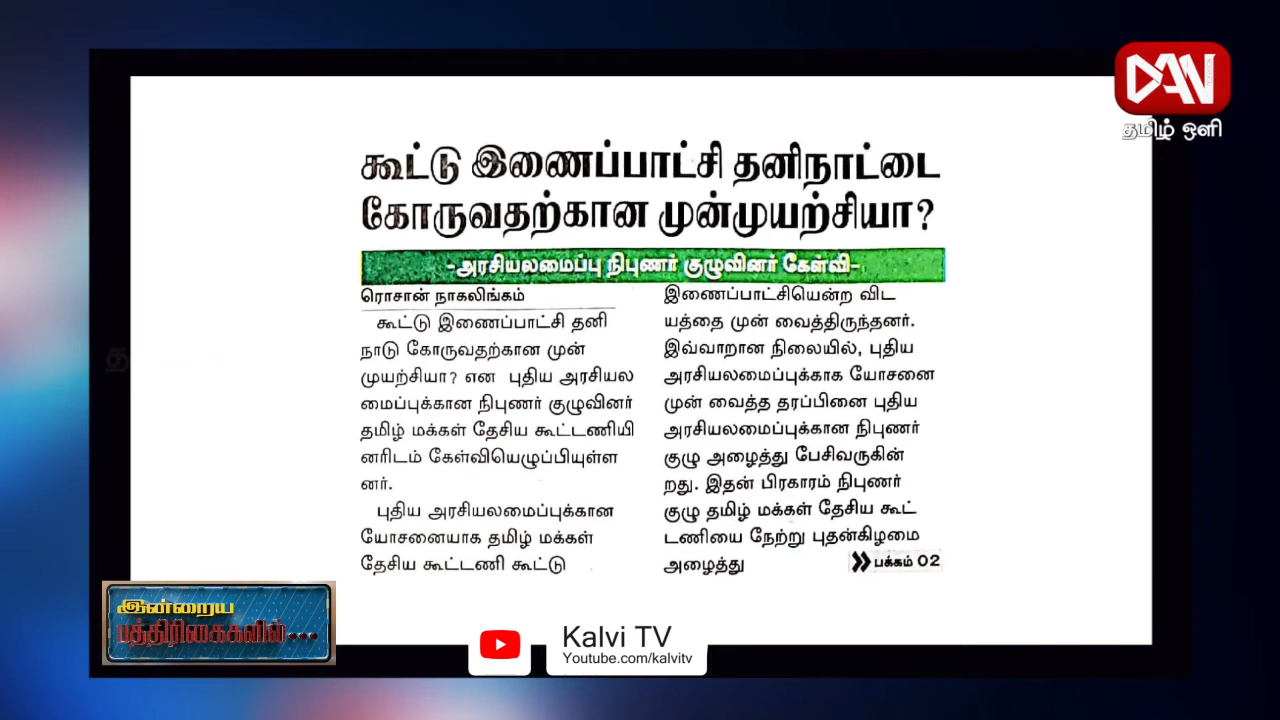 DAN
தமிழ் ஒளி
கூட்டு இணைப்பாட்சி தனிநாட்டை
கோருவதற்கான முன்முயற்சியா?
-அரசியலமைப்பு நிபுணர் குழுவினர் கேள்வி-
ரொசான் நாகலிங்கம்
கூட்டு இணைப்பாட்சி தனி
நாடு கோருவதற்கான முன்
முயற்சியா? என புதிய அரசியல
மைப்புக்கான நிபுணர் குழுவினர்
தமிழ் மக்கள் தேசிய கூட்டணியி
னரிடம் கேள்வியெழுப்பியுள்ள
னர்.
புதிய அரசியலமைப்புக்கான
யோசனையாக தமிழ் மக்கள்
தேசிய கூட்டணி கூட்டு
இணைப்பாட்சியென்ற விட
யத்தை முன் வைத்திருந்தனர்.
இவ்வாறான நிலையில், புதிய
அரசியலமைப்புக்காக யோசனை
முன் வைத்த தரப்பினை புதிய
அரசியலமைப்புக்கான நிபுணர்
குழு அழைத்து பேசிவருகின்
றது. இதன் பிரகாரம் நிபுணர்
குழு தமிழ் மக்கள் தேசிய கூட்
டணியை நேற்று புதன்கிழமை
அழைத்து
பக்கம் 02
இன்றைய
பத்திரிகைகளில்...
Kalvi TV
Youtube.com/kalvitv